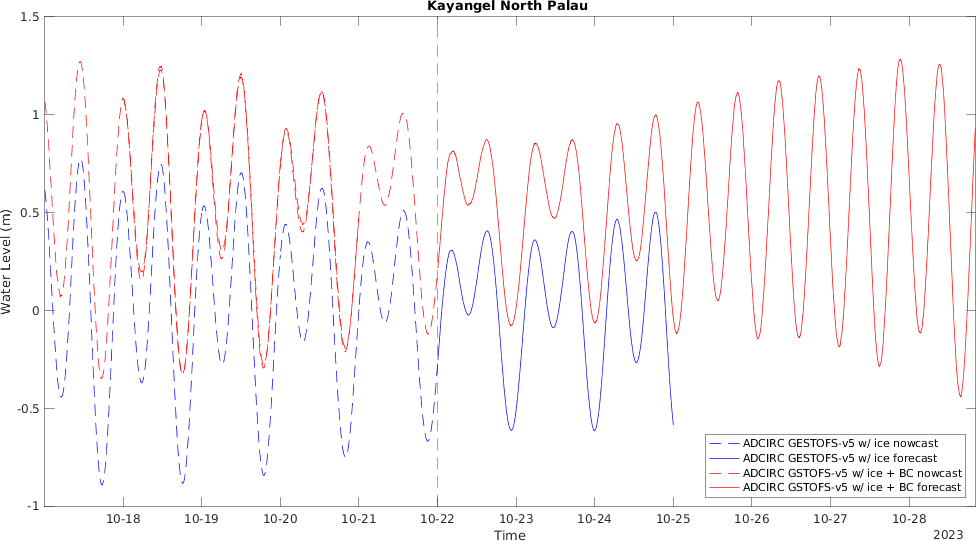 Kayangel North Palau
1.5
1
0.5
0
-0.5
-1
Water Level (m)
10-18
10-19
10-20
10-21
10-22
10-23
10-24
10-25
10-26
10-27
10-28
Time
2023
ADCIRC GESTOFS-v5 w/ ice nowcast
ADCIRC GESTOFS-v5 w/ ice forecast
ADCIRC GSTOFS-v5 w/ ice + BC nowcast
ADCIRC GSTOFS-v5 w/ ice + BC forecast